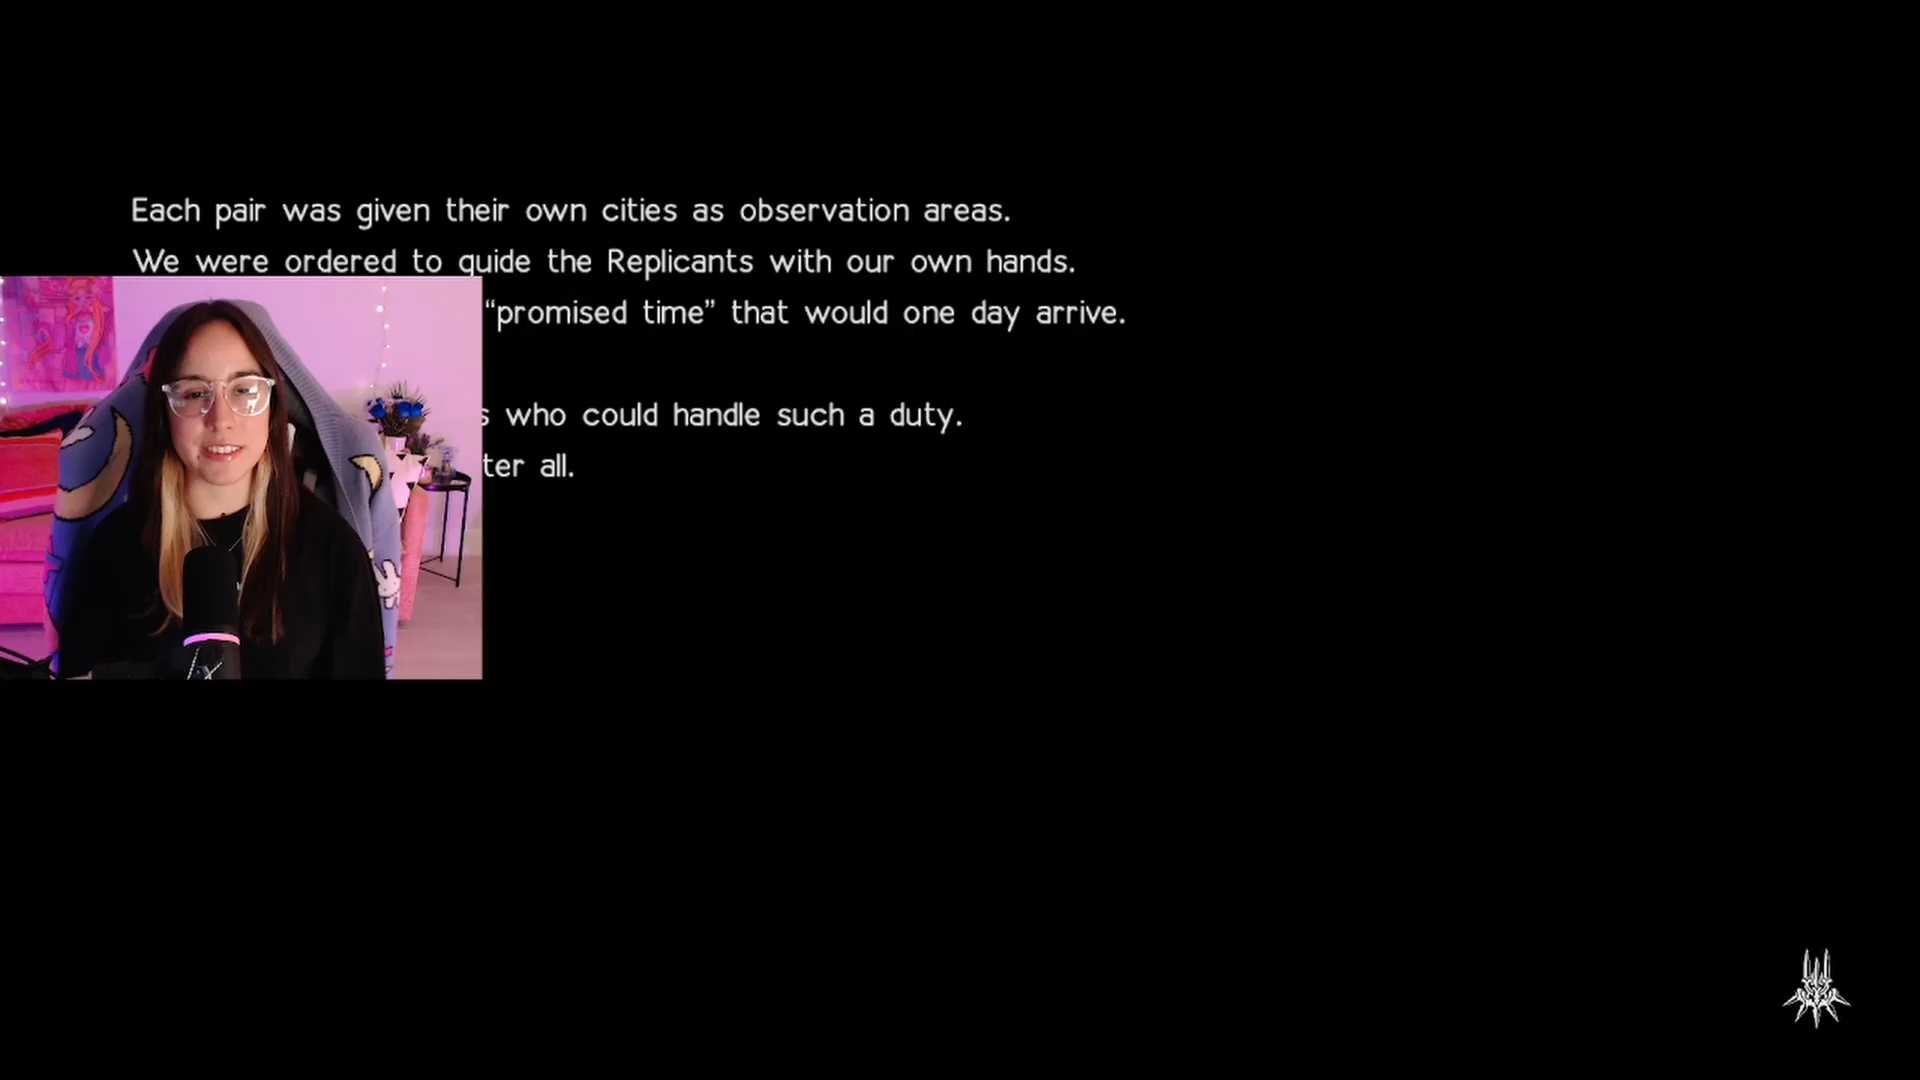 Each pair was given their own cities as observation areas.
We were ordered to guide the Replicants with our own hands.
“promised time” that would one day arrive.
who could handle such a duty.
all.